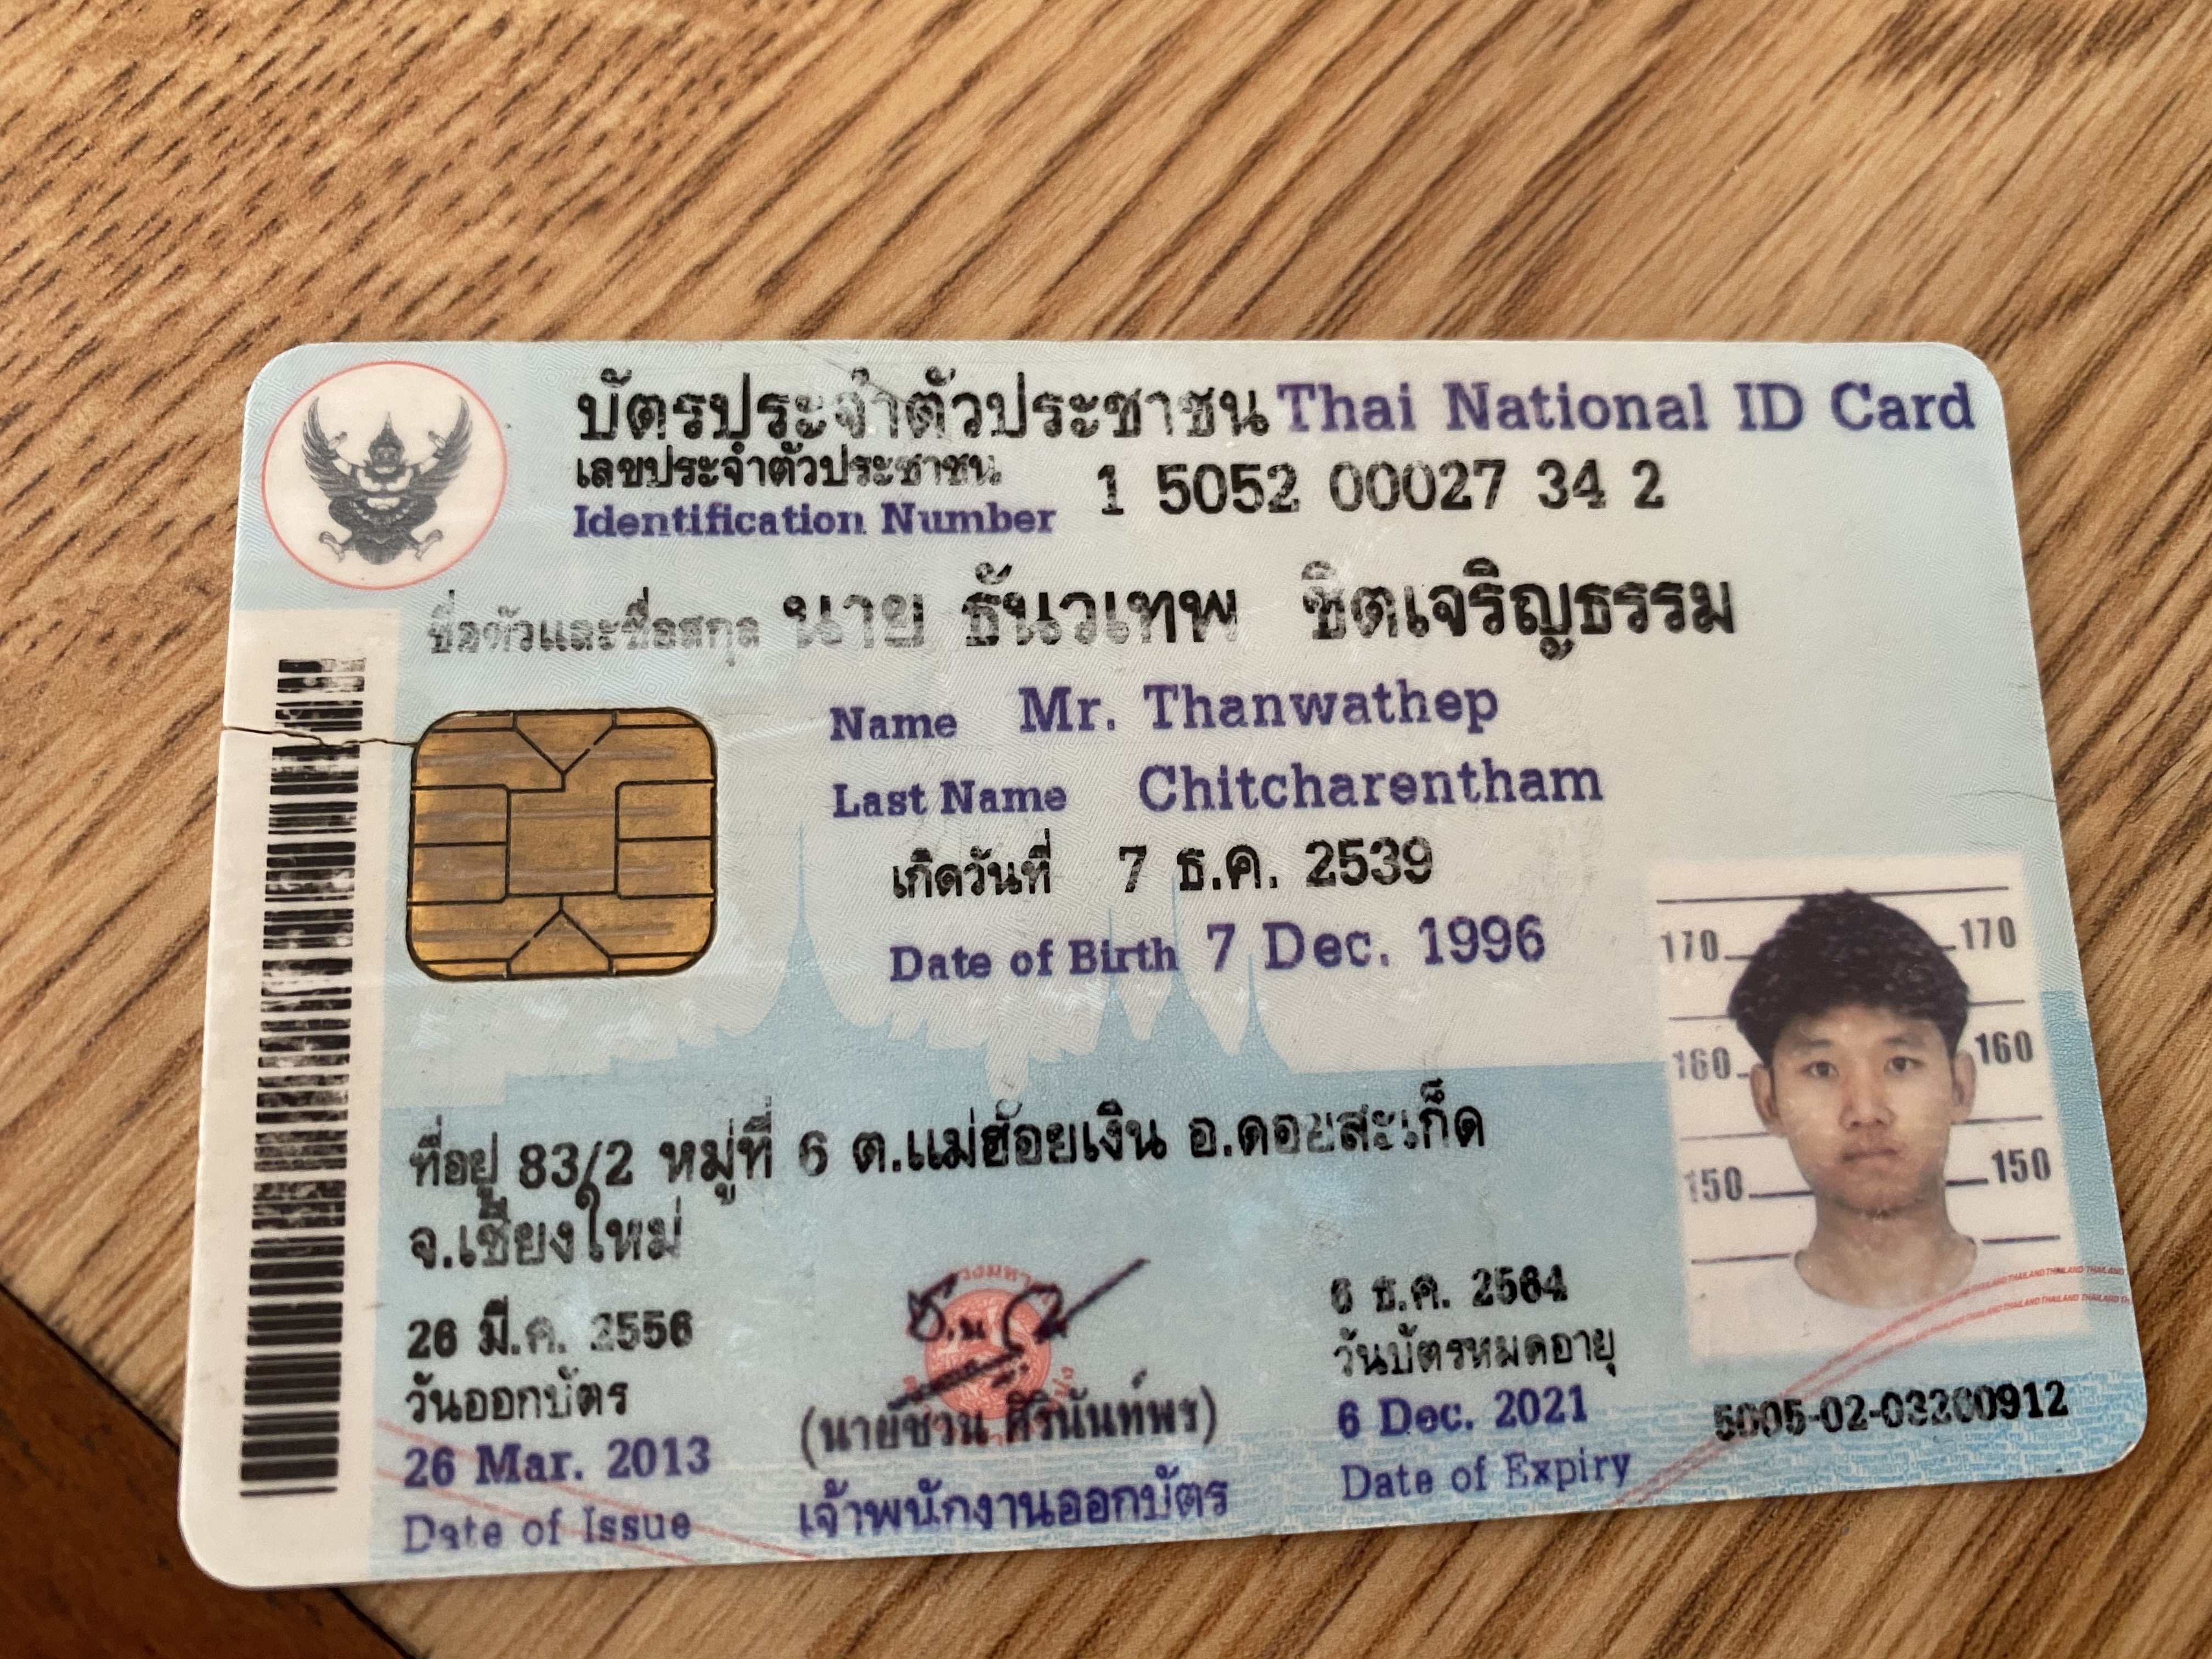 บัตรประจำตัวประชาชน Thai National ID Card
เลขประจำตัวประชาชน
Identification Number 1 5052 00027 34 2
ชื่อตัวและชื่อสกุล นาย ธันวเทพ ชิตเจริญธรรม
Name Mr. Thanwathep
Last Name Chitcharentham
เกิดวันที่ 7 ธ.ค. 2539
Date of Birth 7 Dec. 1996
170 170
160 160
150 150
ที่อยู่ 83/2 หมู่ที่ 6 ต.แม่ฮ้อยเงิน อ.ดอยสะเก็ด
จ.เชียงใหม่
26 มี.ค. 2556
วันออกบัตร
26 Mar. 2013
Date of Issue
(นายชวน ศิรินันท์พร)
เจ้าพนักงานออกบัตร
6 ธ.ค. 2564
วันบัตรหมดอายุ
6 Dec. 2021
Date of Expiry
5005-02-03200912